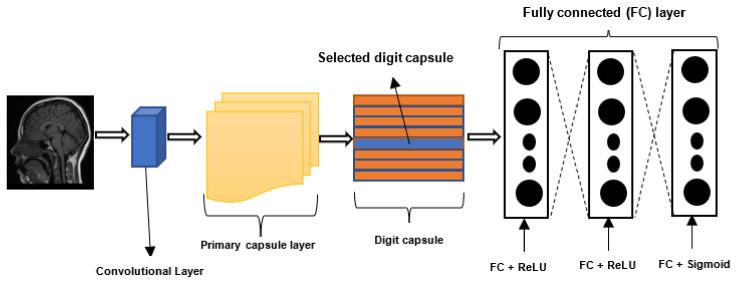 Fully connected (FC) layer
Selected digit capsule
Primary capsule layer
Digit capsule
Convolutional Layer
FC + ReLU
FC + ReLU
FC + Sigmoid